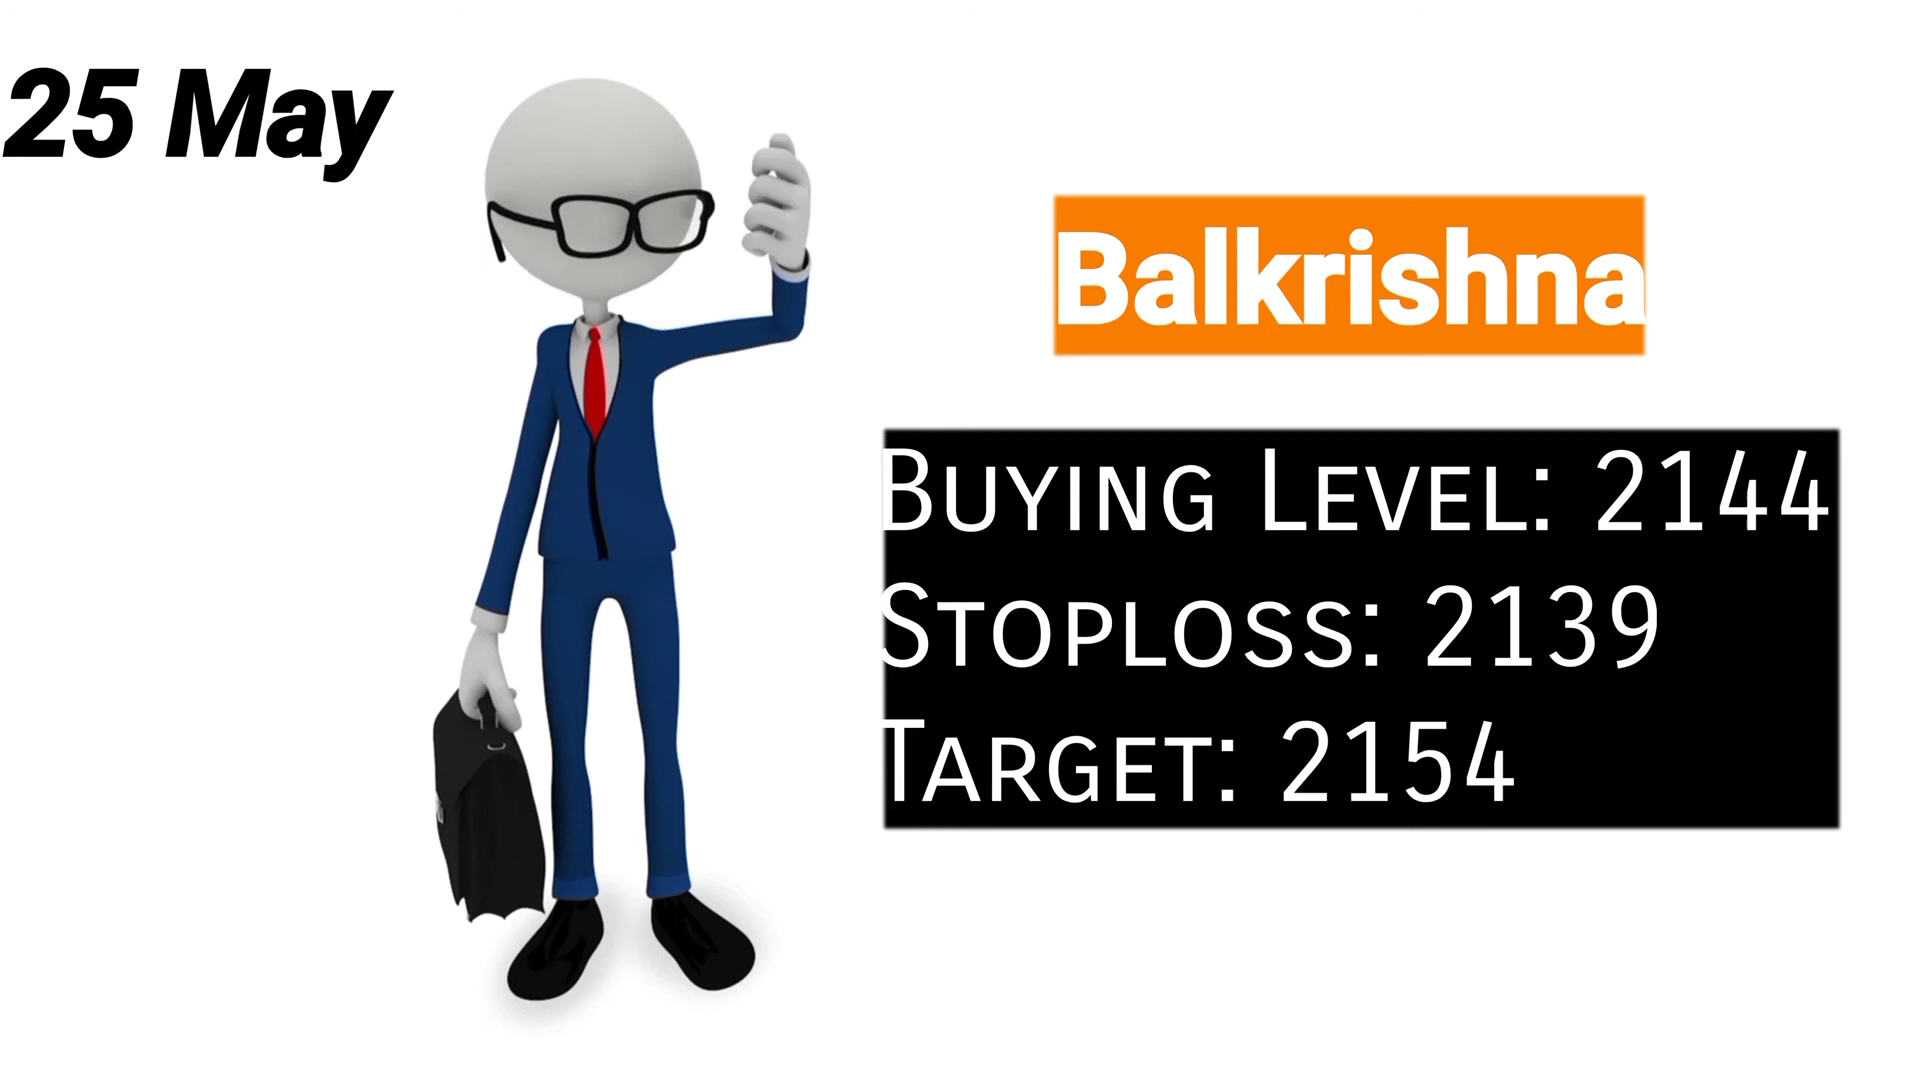 25 May
Balkrishna
Buying Level: 2144
Stoploss: 2139
Target: 2154